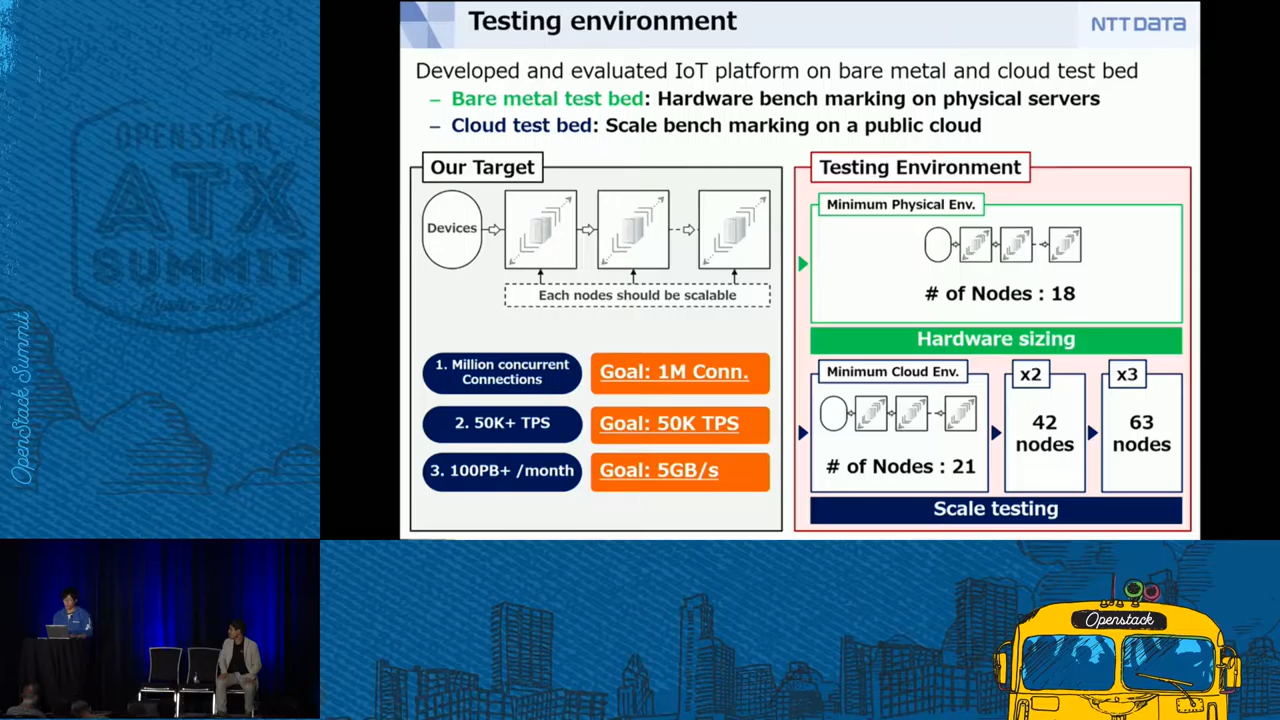 Testing environment
NTT DATA
Developed and evaluated IoT platform on bare metal and cloud test bed
– Bare metal test bed: Hardware bench marking on physical servers
– Cloud test bed: Scale bench marking on a public cloud
Our Target
Devices
Each nodes should be scalable
1. Million concurrent
Connections
Goal: 1M Conn.
2. 50K+ TPS
Goal: 50K TPS
3. 100PB+ /month
Goal: 5GB/s
Testing Environment
Minimum Physical Env.
# of Nodes : 18
Hardware sizing
Minimum Cloud Env.
# of Nodes : 21
x2
42
nodes
x3
63
nodes
Scale testing
OPENSTACK
ATX
OpenStack Summit
Openstack